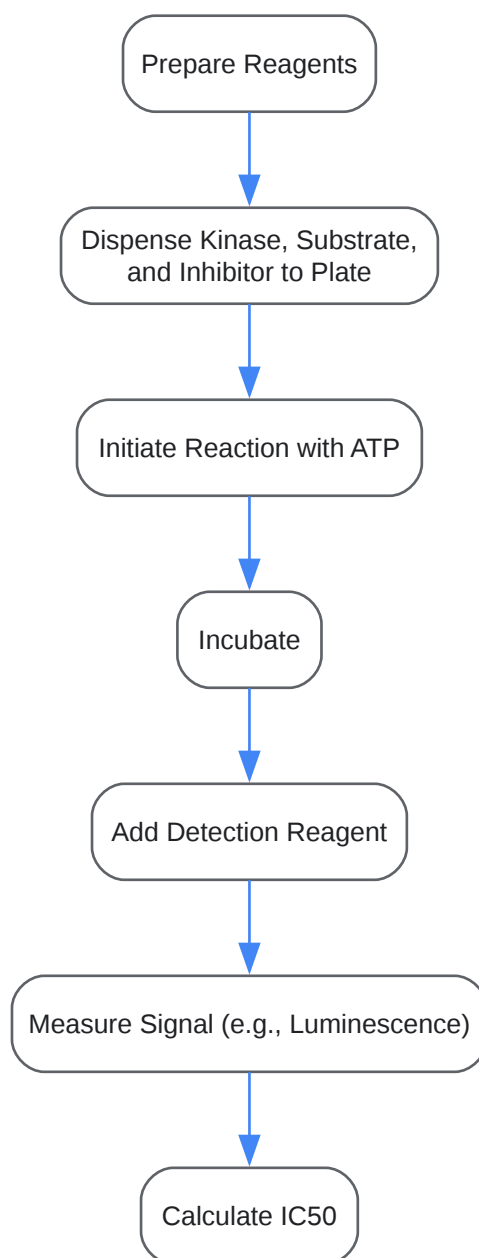 Prepare Reagents
Dispense Kinase, Substrate,
and Inhibitor to Plate
Initiate Reaction with ATP
Incubate
Add Detection Reagent
Measure Signal (e.g., Luminescence)
Calculate IC50